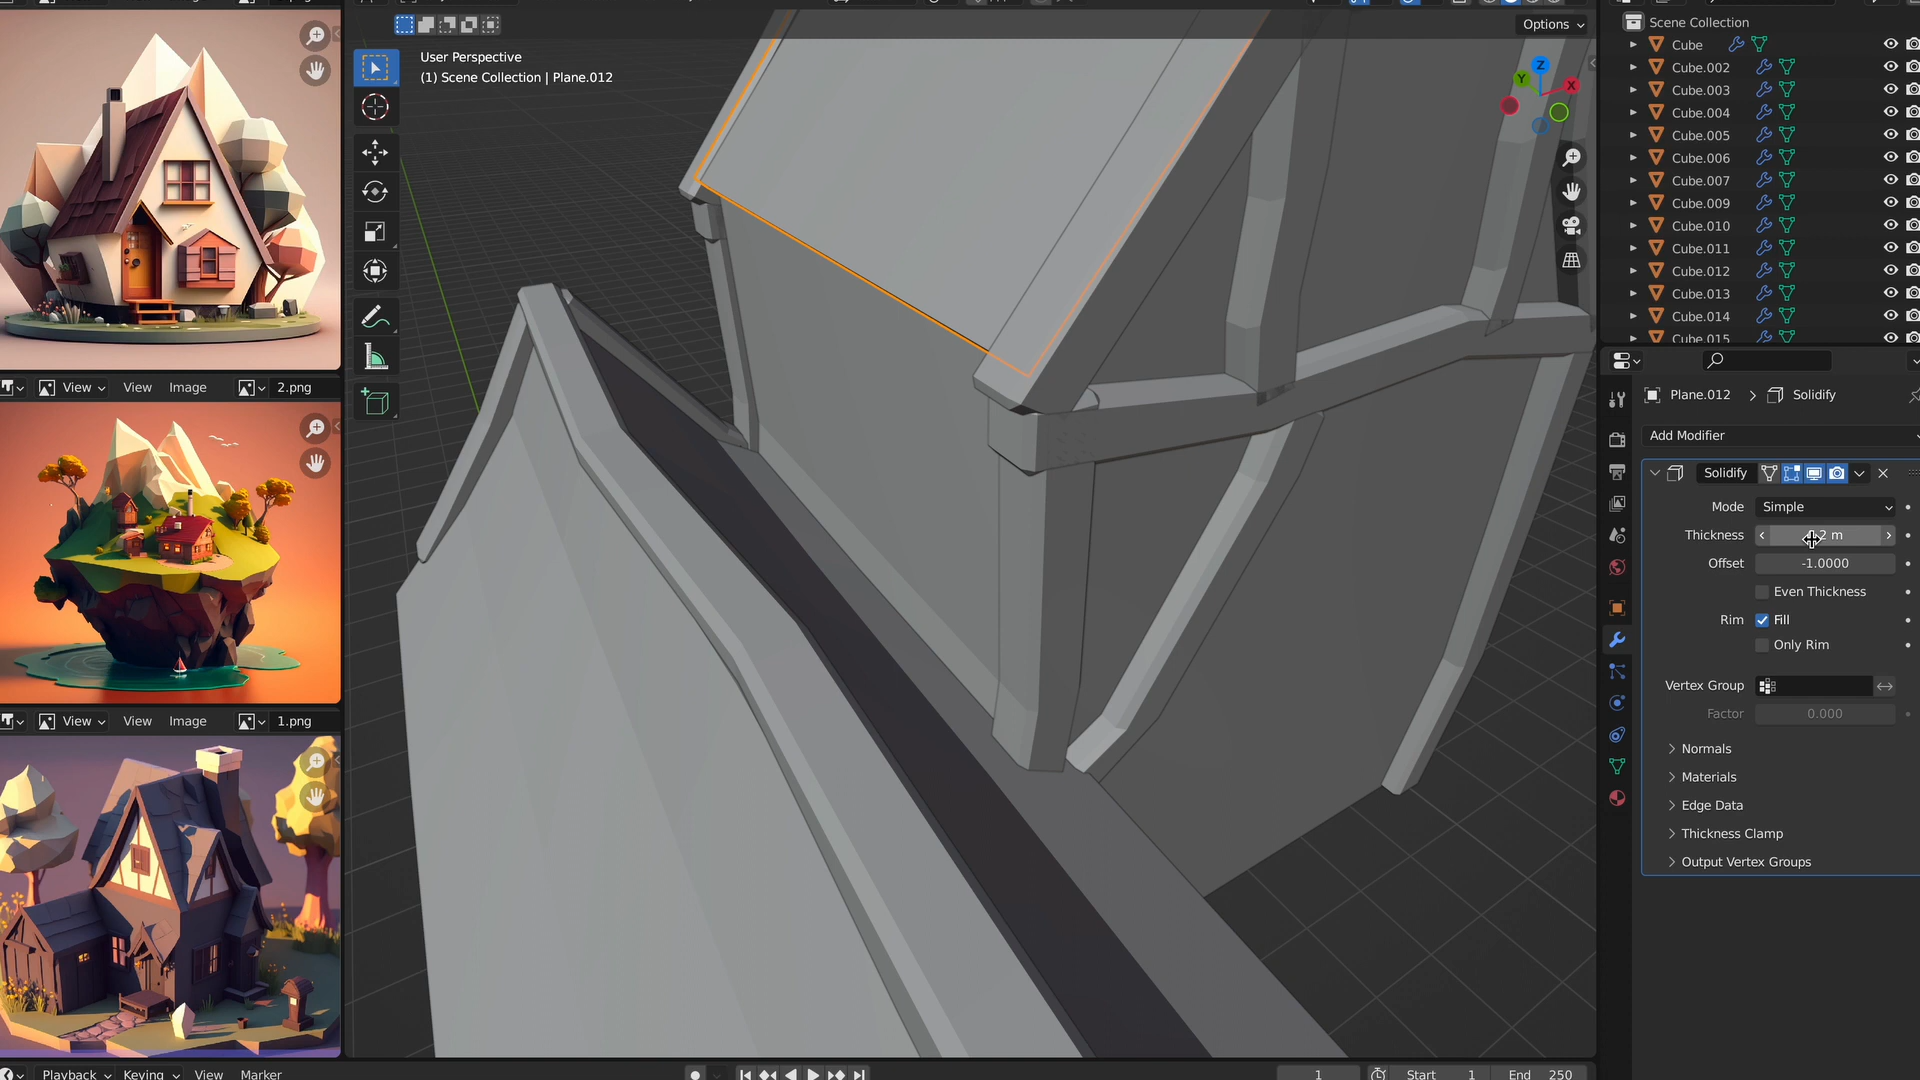 Options
User Perspective
(1) Scene Collection | Plane.012
Z
Y
X
View
View
Image
2.png
View
View
Image
1.png
Scene Collection
Cube
Cube.002
Cube.003
Cube.004
Cube.005
Cube.006
Cube.007
Cube.009
Cube.010
Cube.011
Cube.012
Cube.013
Cube.014
Cube.015
Plane.012 > Solidify
Add Modifier
Solidify
Mode Simple
Thickness 2 m
Offset -1.0000
Even Thickness
Rim Fill
Only Rim
Vertex Group
Factor 0.000
Normals
Materials
Edge Data
Thickness Clamp
Output Vertex Groups
Playback Keying View Marker
1 Start 1 End 250